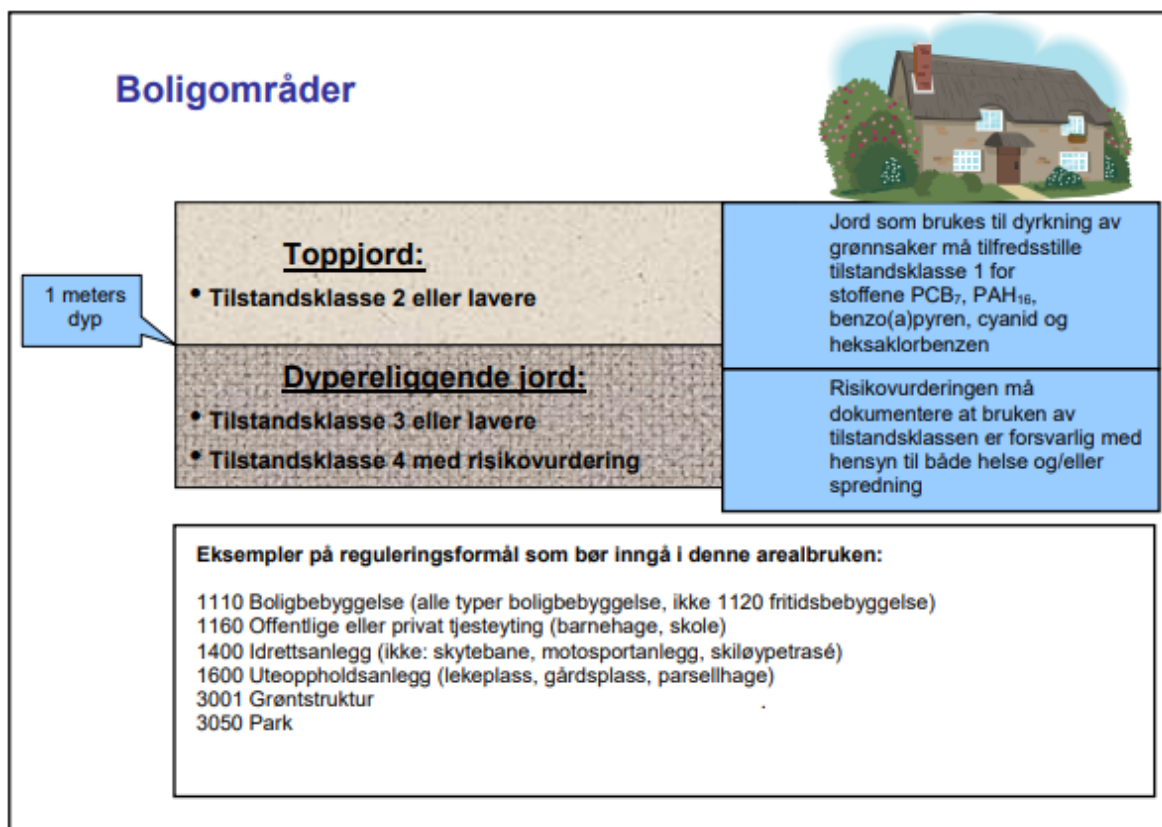 Boligområder
Toppjord:
• Tilstandsklasse 2 eller lavere
1 meters
dyp
Dypereliggende jord:
• Tilstandsklasse 3 eller lavere
• Tilstandsklasse 4 med risikovurdering
Jord som brukes til dyrkning av
grønnsaker må tilfredsstille
tilstandsklasse 1 for
stoffene PCB₇, PAH₁₆,
benzo(a)pyren, cyanid og
heksaklorbenzen
Risikovurderingen må
dokumentere at bruken av
tilstandsklassen er forsvarlig med
hensyn til både helse og/eller
spredning
Eksempler på reguleringsformål som bør inngå i denne arealbruken:
1110 Boligbebyggelse (alle typer boligbebyggelse, ikke 1120 fritidsbebyggelse)
1160 Offentlige eller privat tjesteyting (barnehage, skole)
1400 Idrettsanlegg (ikke: skytebane, motosportanlegg, skiløypetrasé)
1600 Uteoppholdsanlegg (lekeplass, gårdsplass, parsellhage)
3001 Grøntstruktur
3050 Park